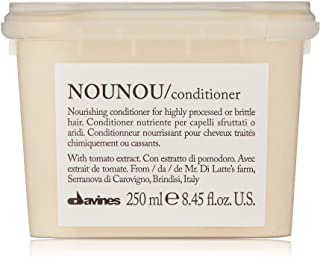 NOUNOU/conditioner
Nourishing conditioner for highly processed or brittle
hair. Conditioner nutriente per capelli sfruttati o
aridi. Conditionneur nourrissant pour cheveux traités
chimiquement ou cassants.
With tomato extract. Con estratto di pomodoro. Avec
extrait de tomate. From / da / de Mr. Di Latte's farm,
Serranova di Carovigno, Brindisi, Italy
davines 250 ml e 8.45 fl.oz. U.S.